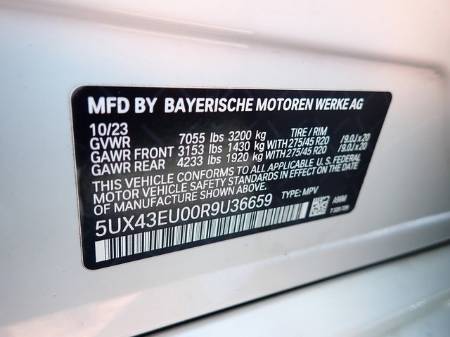 MFD BY BAYERISCHE MOTOREN WERKE AG
10/23
GVWR 7055 lbs 3200 kg TIRE / RIM
GAWR FRONT 3153 lbs 1430 kg WITH 275/45 R20 / 9.0J x 20
GAWR REAR 4233 lbs 1920 kg WITH 275/45 R20 / 9.0J x 20
THIS VEHICLE CONFORMS TO ALL APPLICABLE U.S. FEDERAL
MOTOR VEHICLE SAFETY STANDARDS IN EFFECT ON THE DATE
OF MANUFACTURE SHOWN ABOVE.
5UX43EU00R9U36659 TYPE: MPV